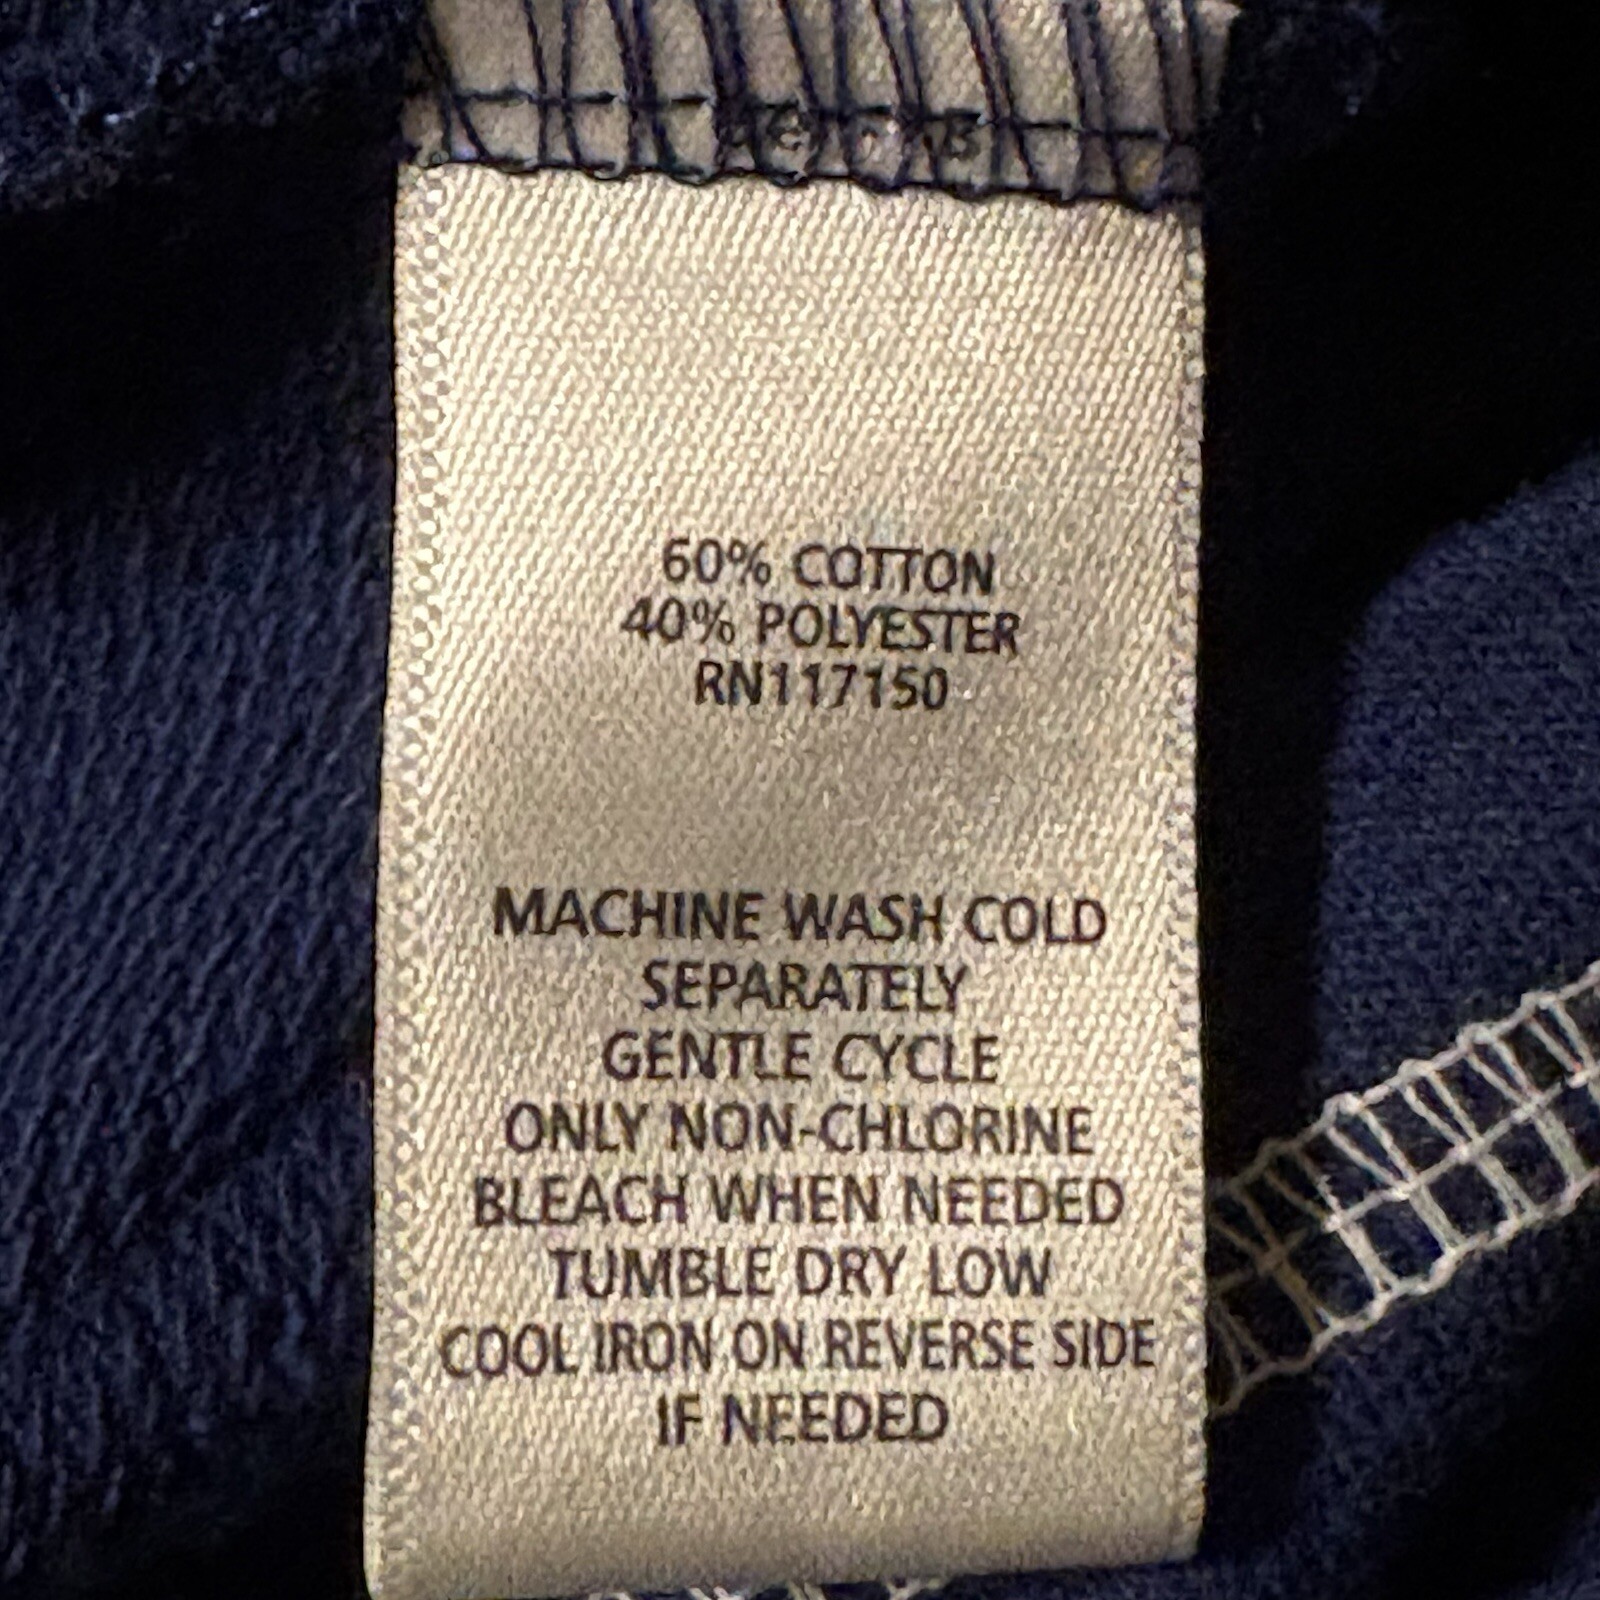 60% COTTON
40% POLYESTER
RN117150
MACHINE WASH COLD
SEPARATELY
GENTLE CYCLE
ONLY NON-CHLORINE
BLEACH WHEN NEEDED
TUMBLE DRY LOW
COOL IRON ON REVERSE SIDE
IF NEEDED